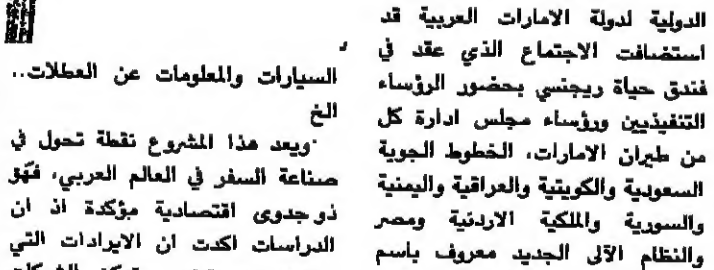 الدولية لدولة الامارات العربية قد
استضافت الاجتماع الذي عقد في
فندق حياة ريجنسي بحضور الرؤساء
التنفيذيين ورؤساء مجلس ادارة كل
من طيران الامارات، الخطوط الجوية
السعودية والكويتية والعراقية واليمنية
والسورية والملكية الاردنية ومصر
والنظام الآلي الجديد معروف باسم
السيارات والمعلومات عن العطلات..
الخ
ويعد هذا المشروع نقطة تحول في
صناعة السفر في العالم العربي، فهو
ذو جدوى اقتصادية مؤكدة اذ ان
الدراسات اكدت ان الايرادات التي